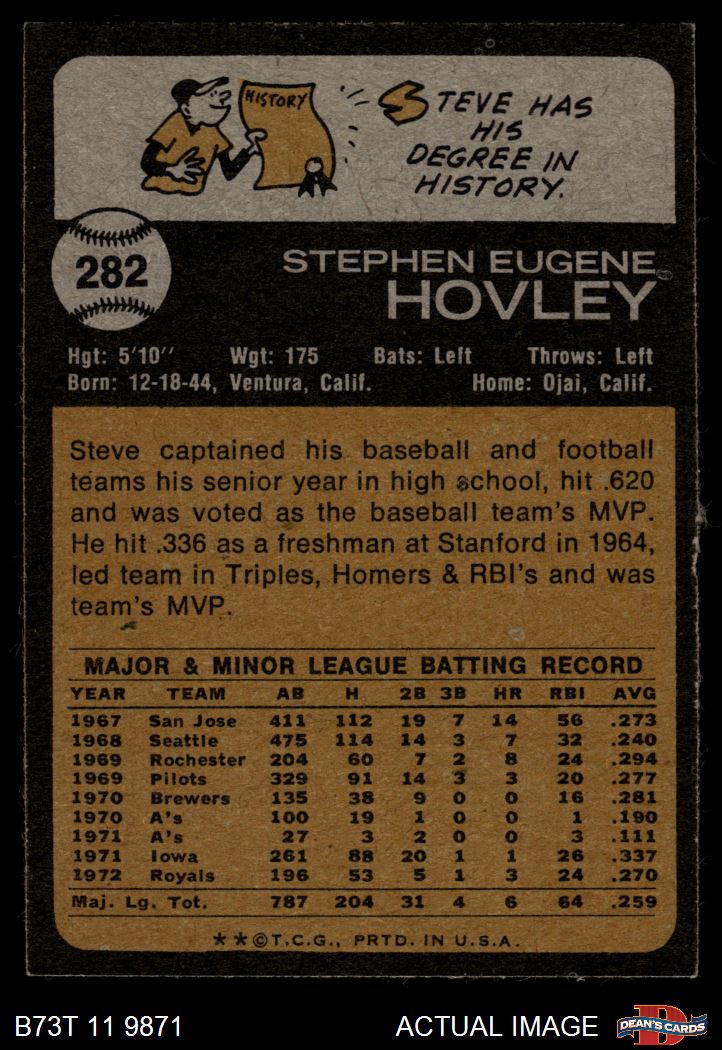 HISTORY
STEVE HAS
HIS
DEGREE IN
HISTORY.
282
STEPHEN EUGENE
HOVLEY
Hgt: 5'10'' Wgt: 175 Bats: Left Throws: Left
Born: 12-18-44, Ventura, Calif. Home: Ojai, Calif.
Steve captained his baseball and football
teams his senior year in high school, hit .620
and was voted as the baseball team's MVP.
He hit .336 as a freshman at Stanford in 1964,
led team in Triples, Homers & RBI's and was
team's MVP.
MAJOR & MINOR LEAGUE BATTING RECORD
YEAR TEAM AB H 2B 3B HR RBI AVG
1967 San Jose 411 112 19 7 14 56 .273
1968 Seattle 475 114 14 3 7 32 .240
1969 Rochester 204 60 7 2 8 24 .294
1969 Pilots 329 91 14 3 3 20 .277
1970 Brewers 135 38 9 0 0 16 .281
1970 A's 100 19 1 0 0 1 .190
1971 A's 27 3 2 0 0 3 .111
1971 Iowa 261 88 20 1 1 26 .337
1972 Royals 196 53 5 1 3 24 .270
Maj. Lg. Tot. 787 204 31 4 6 64 .259
**©T.C.G., PRTD. IN U.S.A.
B73T 11 9871 ACTUAL IMAGE
D
DEAN'S CARDS